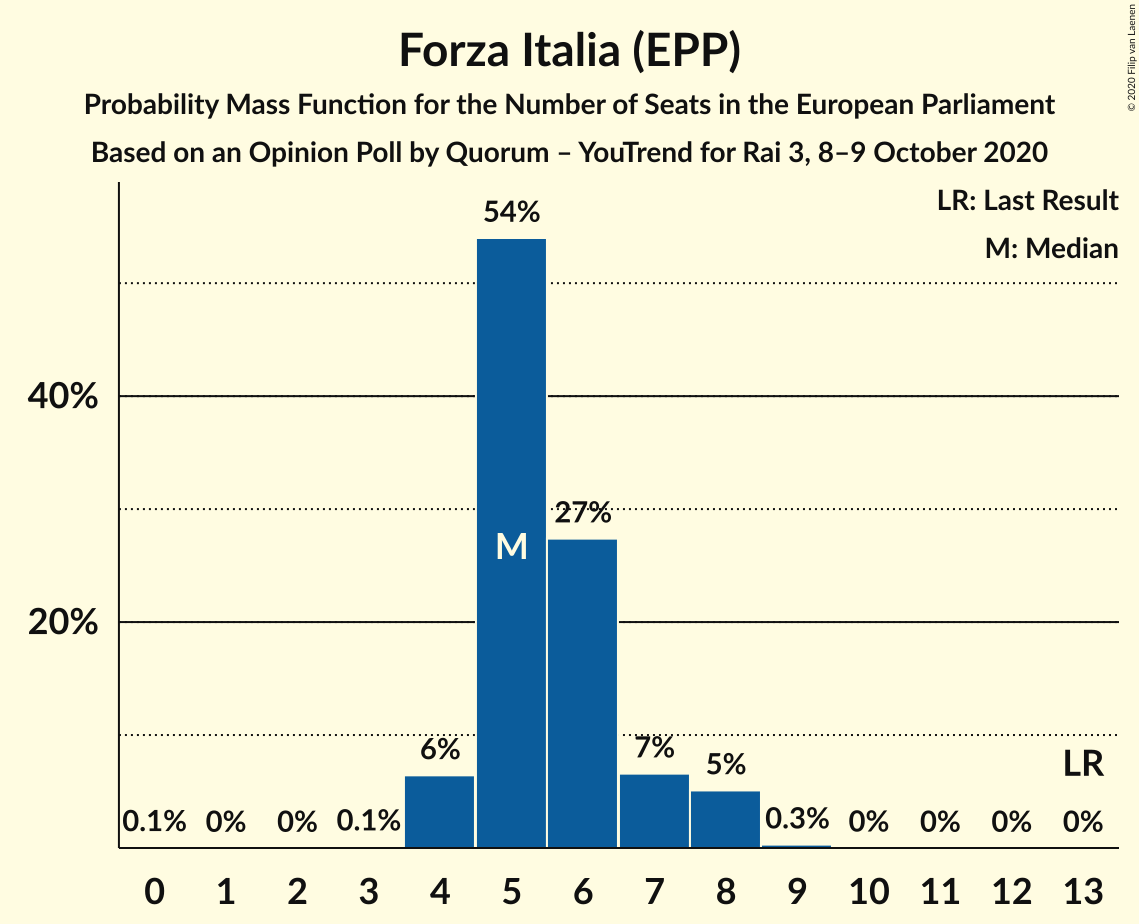 Forza Italia (EPP)
Probability Mass Function for the Number of Seats in the European Parliament
Based on an Opinion Poll by Quorum – YouTrend for Rai 3, 8–9 October 2020
© 2020 Filip van Laenen
LR: Last Result
M: Median
54%
40%
27%
M
20%
6%
7%
5%
LR
0.1%
0%
0%
0.1%
0.3%
0%
0%
0%
0%
0 1 2 3 4 5 6 7 8 9 10 11 12 13